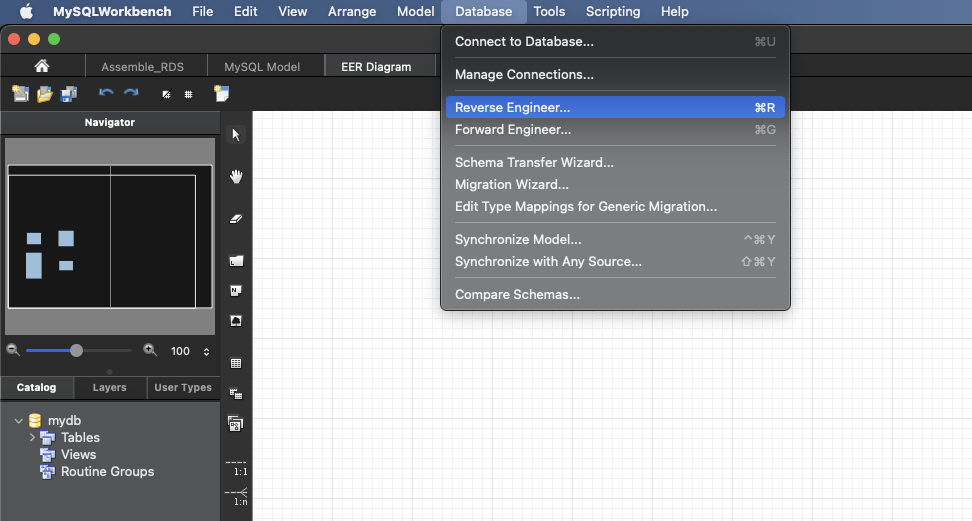 MySQLWorkbench File Edit View Arrange Model Database Tools Scripting Help
Assemble_RDS MySQL Model EER Diagram
Connect to Database... ⌘U
Manage Connections...
Reverse Engineer... ⌘R
Forward Engineer... ⌘G
Schema Transfer Wizard...
Migration Wizard...
Edit Type Mappings for Generic Migration...
Synchronize Model... ^⌘Y
Synchronize with Any Source... ⇧⌘Y
Compare Schemas...
Navigator
100
Catalog Layers User Types
mydb
Tables
Views
Routine Groups
1:1
1:n